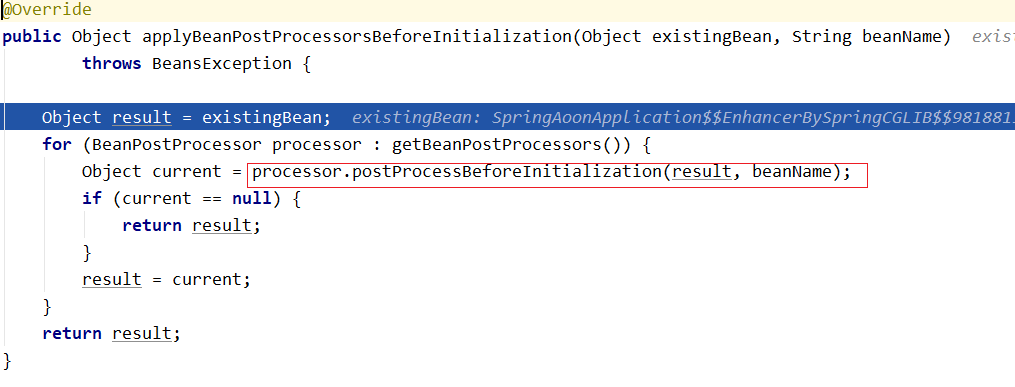 @Override
public Object applyBeanPostProcessorsBeforeInitialization(Object existingBean, String beanName) exist
throws BeansException {
Object result = existingBean; existingBean: SpringAoonApplication$$EnhancerBySpringCGLIB$$981881
for (BeanPostProcessor processor : getBeanPostProcessors()) {
Object current = processor.postProcessBeforeInitialization(result, beanName);
if (current == null) {
return result;
}
result = current;
}
return result;
}